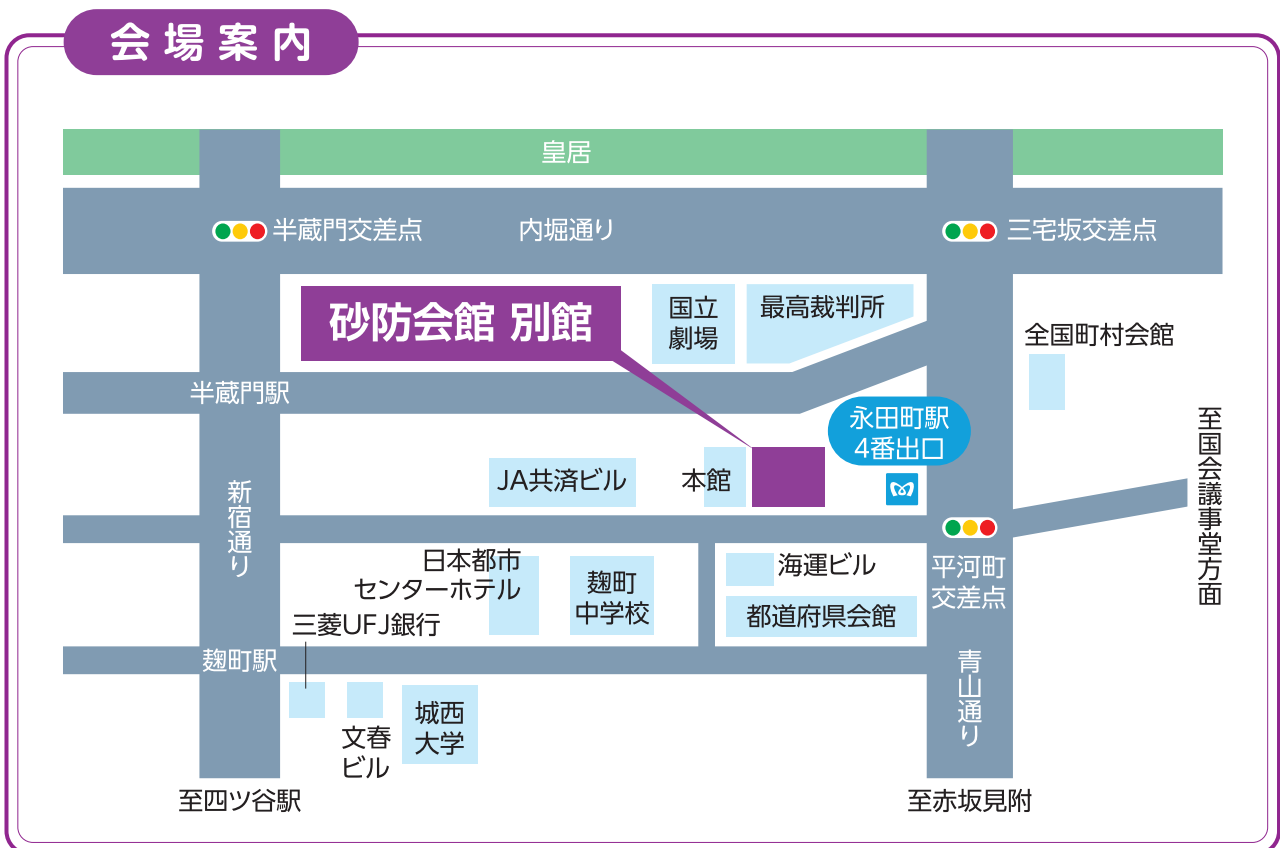 会場案内
皇居
半蔵門交差点
内堀通り
三宅坂交差点
砂防会館 別館
国立
劇場
最高裁判所
全国町村会館
半蔵門駅
永田町駅
4番出口
至国会議事堂方面
JA共済ビル
本館
新宿通り
日本都市
センターホテル
麹町
中学校
海運ビル
都道府県会館
平河町
交差点
三菱UFJ銀行
麹町駅
青山通り
城西
大学
文春
ビル
至四ツ谷駅
至赤坂見附